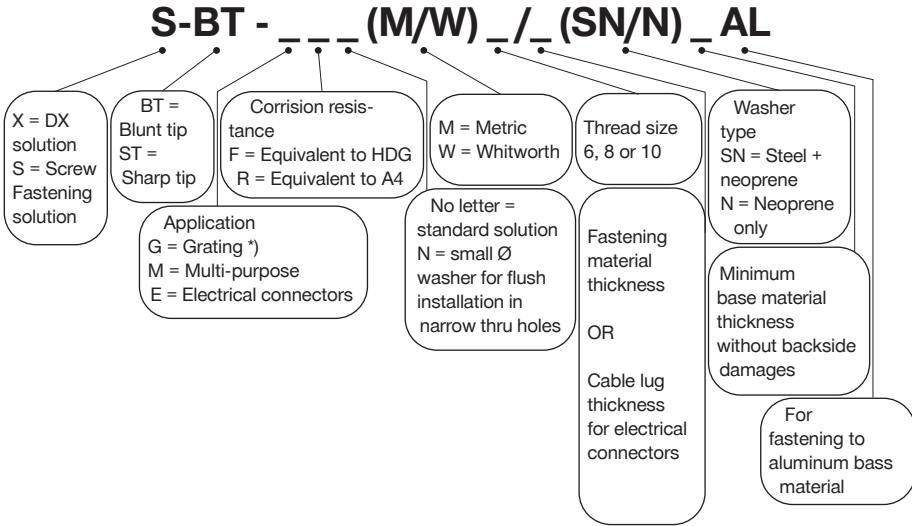 S-BT - _ _ _ (M/W) _ /_ (SN/N) _ AL
X = DX
solution
S = Screw
Fastening
solution
BT =
Blunt tip
ST =
Sharp tip
Corrision resis-
tance
F = Equivalent to HDG
R = Equivalent to A4
M = Metric
W = Whitworth
Thread size
6, 8 or 10
Washer
type
SN = Steel +
neoprene
N = Neoprene
only
Application
G = Grating *)
M = Multi-purpose
E = Electrical connectors
No letter =
standard solution
N = small Ø
washer for flush
installation in
narrow thru holes
Fastening
material
thickness
OR
Cable lug
thickness
for electrical
connectors
Minimum
base material
thickness
without backside
damages
For
fastening to
aluminum bass
material